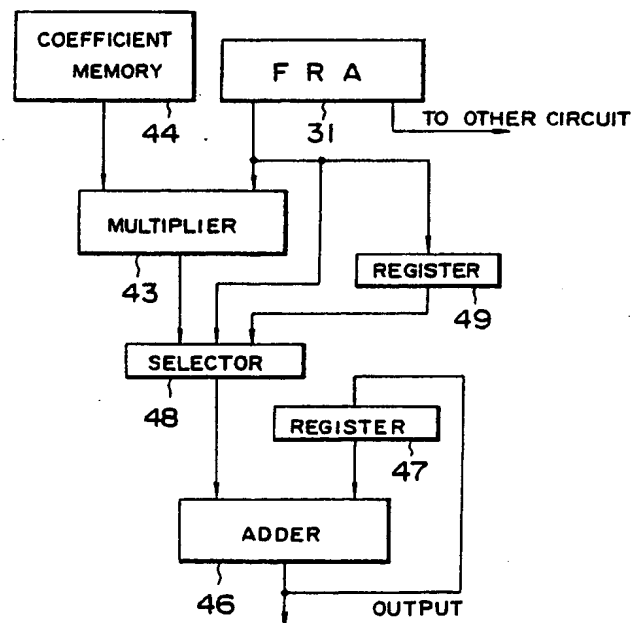 COEFFICIENT
MEMORY
44
F R A
31
TO OTHER CIRCUIT
MULTIPLIER
43
REGISTER
49
SELECTOR
48
REGISTER
47
ADDER
46
OUTPUT